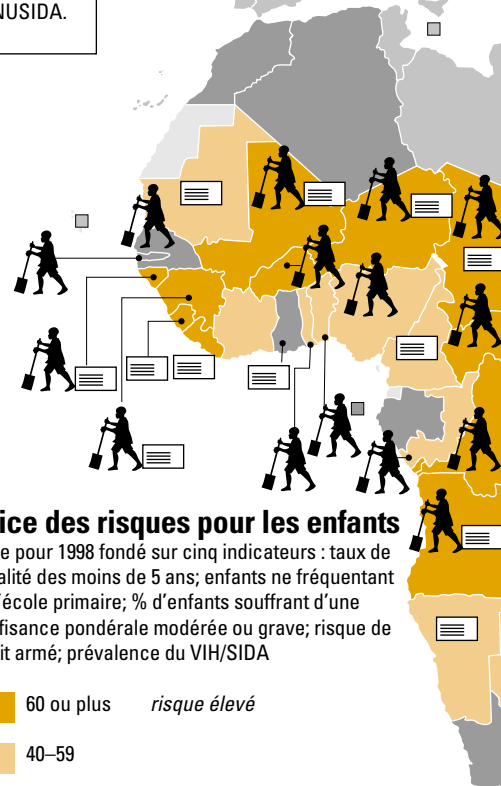 NUSIDA.
ice des risques pour les enfants
e pour 1998 fondé sur cinq indicateurs : taux de
alité des moins de 5 ans; enfants ne fréquentant
'école primaire; % d'enfants souffrant d'une
fisance pondérale modérée ou grave; risque de
it armé; prévalence du VIH/SIDA
60 ou plus risque élevé
40–59